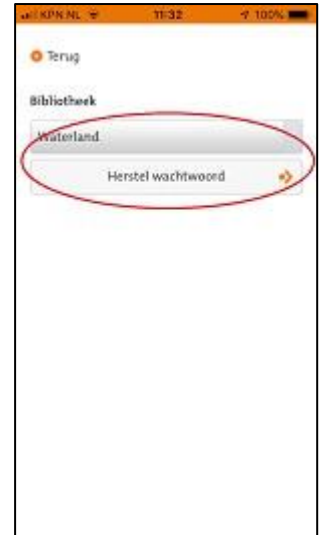 KPN NL 11:32 100%
Terug
Bibliotheek
Waterland
Herstel wachtwoord